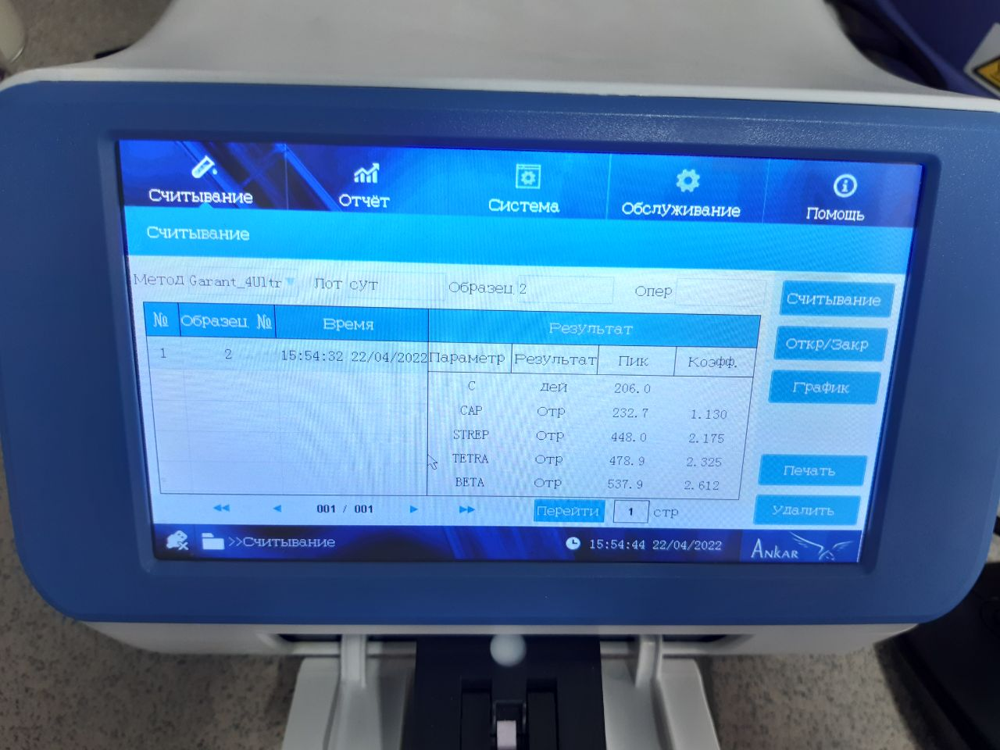 Считывание Отчёт Система Обслуживание Помощь
Считывание
Метод Garant_4Ultr Лот сут Образец 2 Опер
Считывание
№ Образец № Время Результат
Откр/Закр
1 2 15:54:32 22/04/2022 Параметр Результат Пик Коэфф.
График
C дей 206.0
CAP Отр 232.7 1.130
STREP Отр 448.0 2.175
TETRA Отр 478.9 2.325
Печать
BETA Отр 537.9 2.612
001 / 001 Перейти 1 стр
Удалить
>>Считывание 15:54:44 22/04/2022 ANKAR